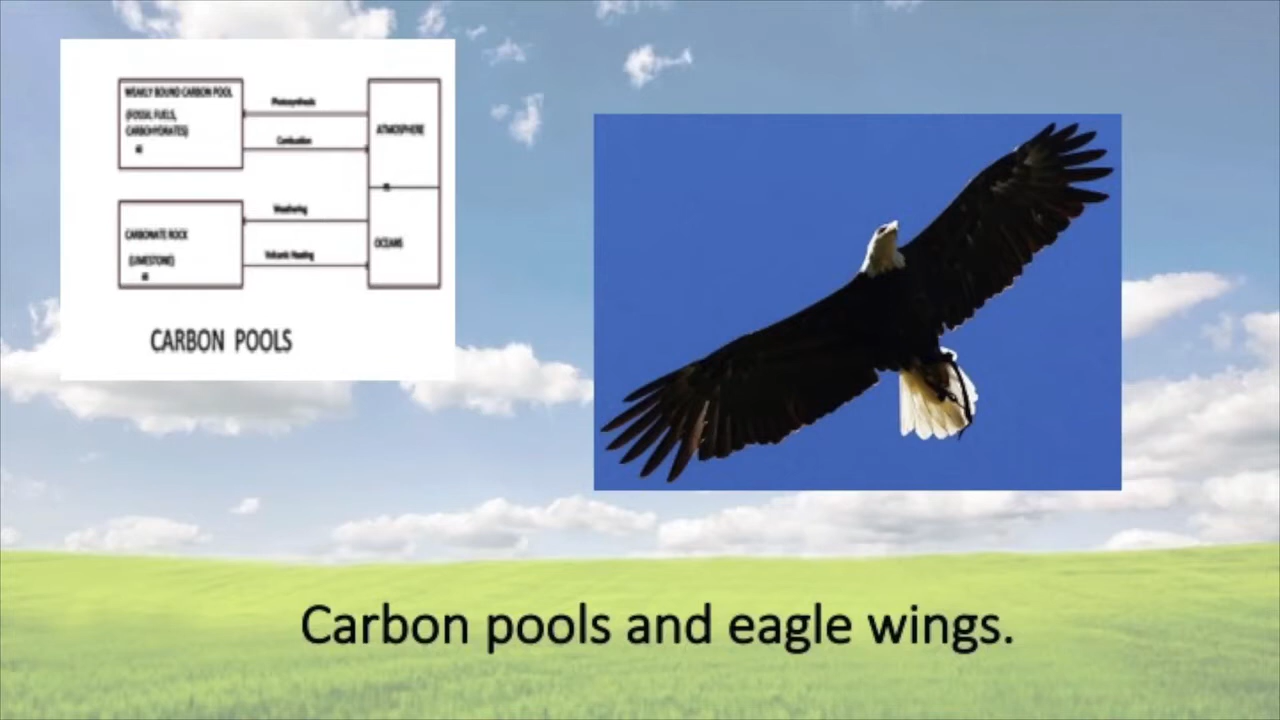 WEAKLY BOUND CARBON POOL
(FOSSIL FUELS,
CARBOHYDRATES)
Photosynthesis
Combustion
ATMOSPHERE
Weathering
CARBONATE ROCK
(LIMESTONE)
Volcanic Heating
OCEANS
CARBON POOLS
Carbon pools and eagle wings.